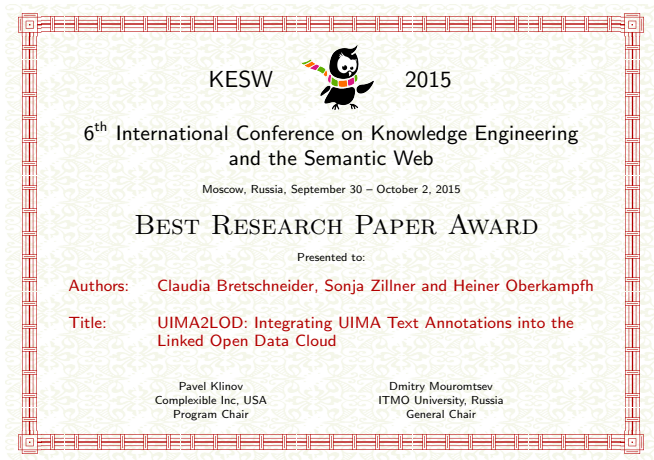 KESW 2015
6th International Conference on Knowledge Engineering
and the Semantic Web
Moscow, Russia, September 30 – October 2, 2015
BEST RESEARCH PAPER AWARD
Presented to:
Authors: Claudia Bretschneider, Sonja Zillner and Heiner Oberkampfh
Title: UIMA2LOD: Integrating UIMA Text Annotations into the
Linked Open Data Cloud
Pavel Klinov Dmitry Mouromtsev
Complexible Inc, USA ITMO University, Russia
Program Chair General Chair